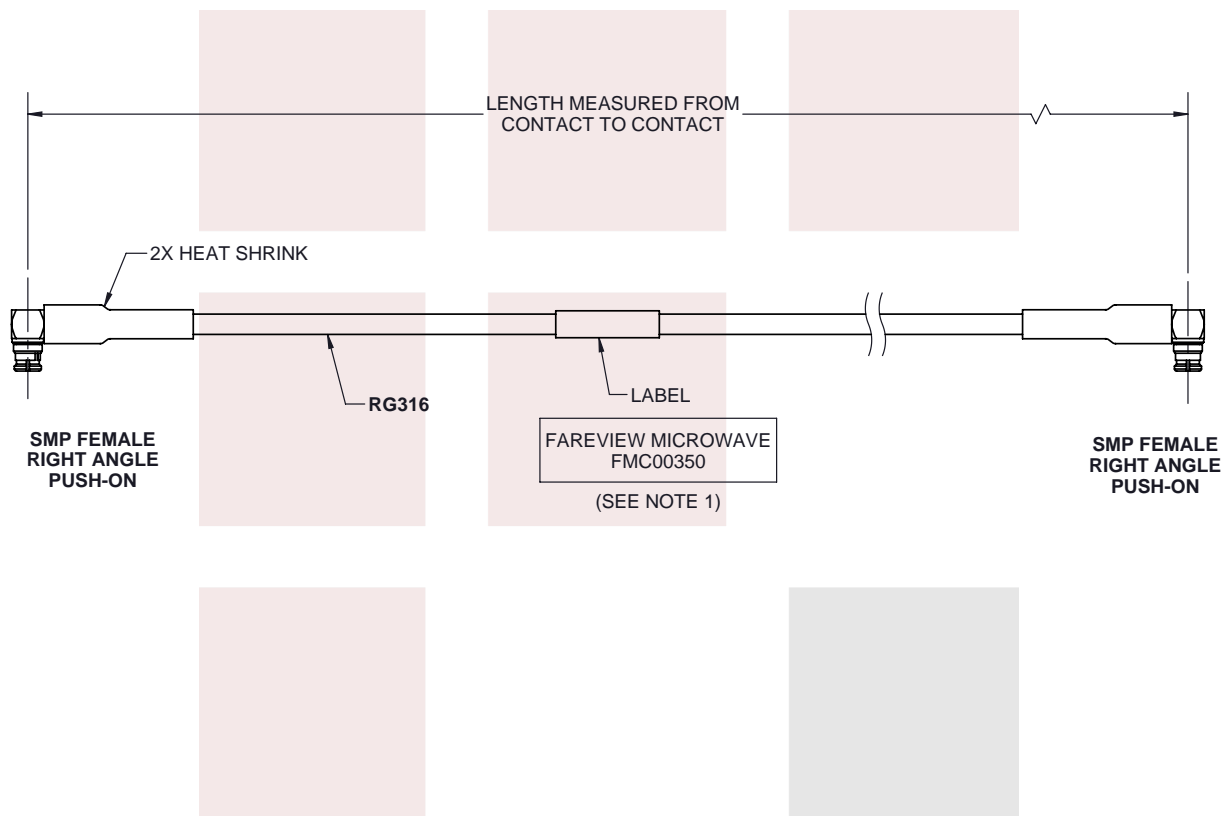 LENGTH MEASURED FROM
CONTACT TO CONTACT
2X HEAT SHRINK
RG316
LABEL
FAREVIEW MICROWAVE
FMC00350
(SEE NOTE 1)
SMP FEMALE
RIGHT ANGLE
PUSH-ON
SMP FEMALE
RIGHT ANGLE
PUSH-ON